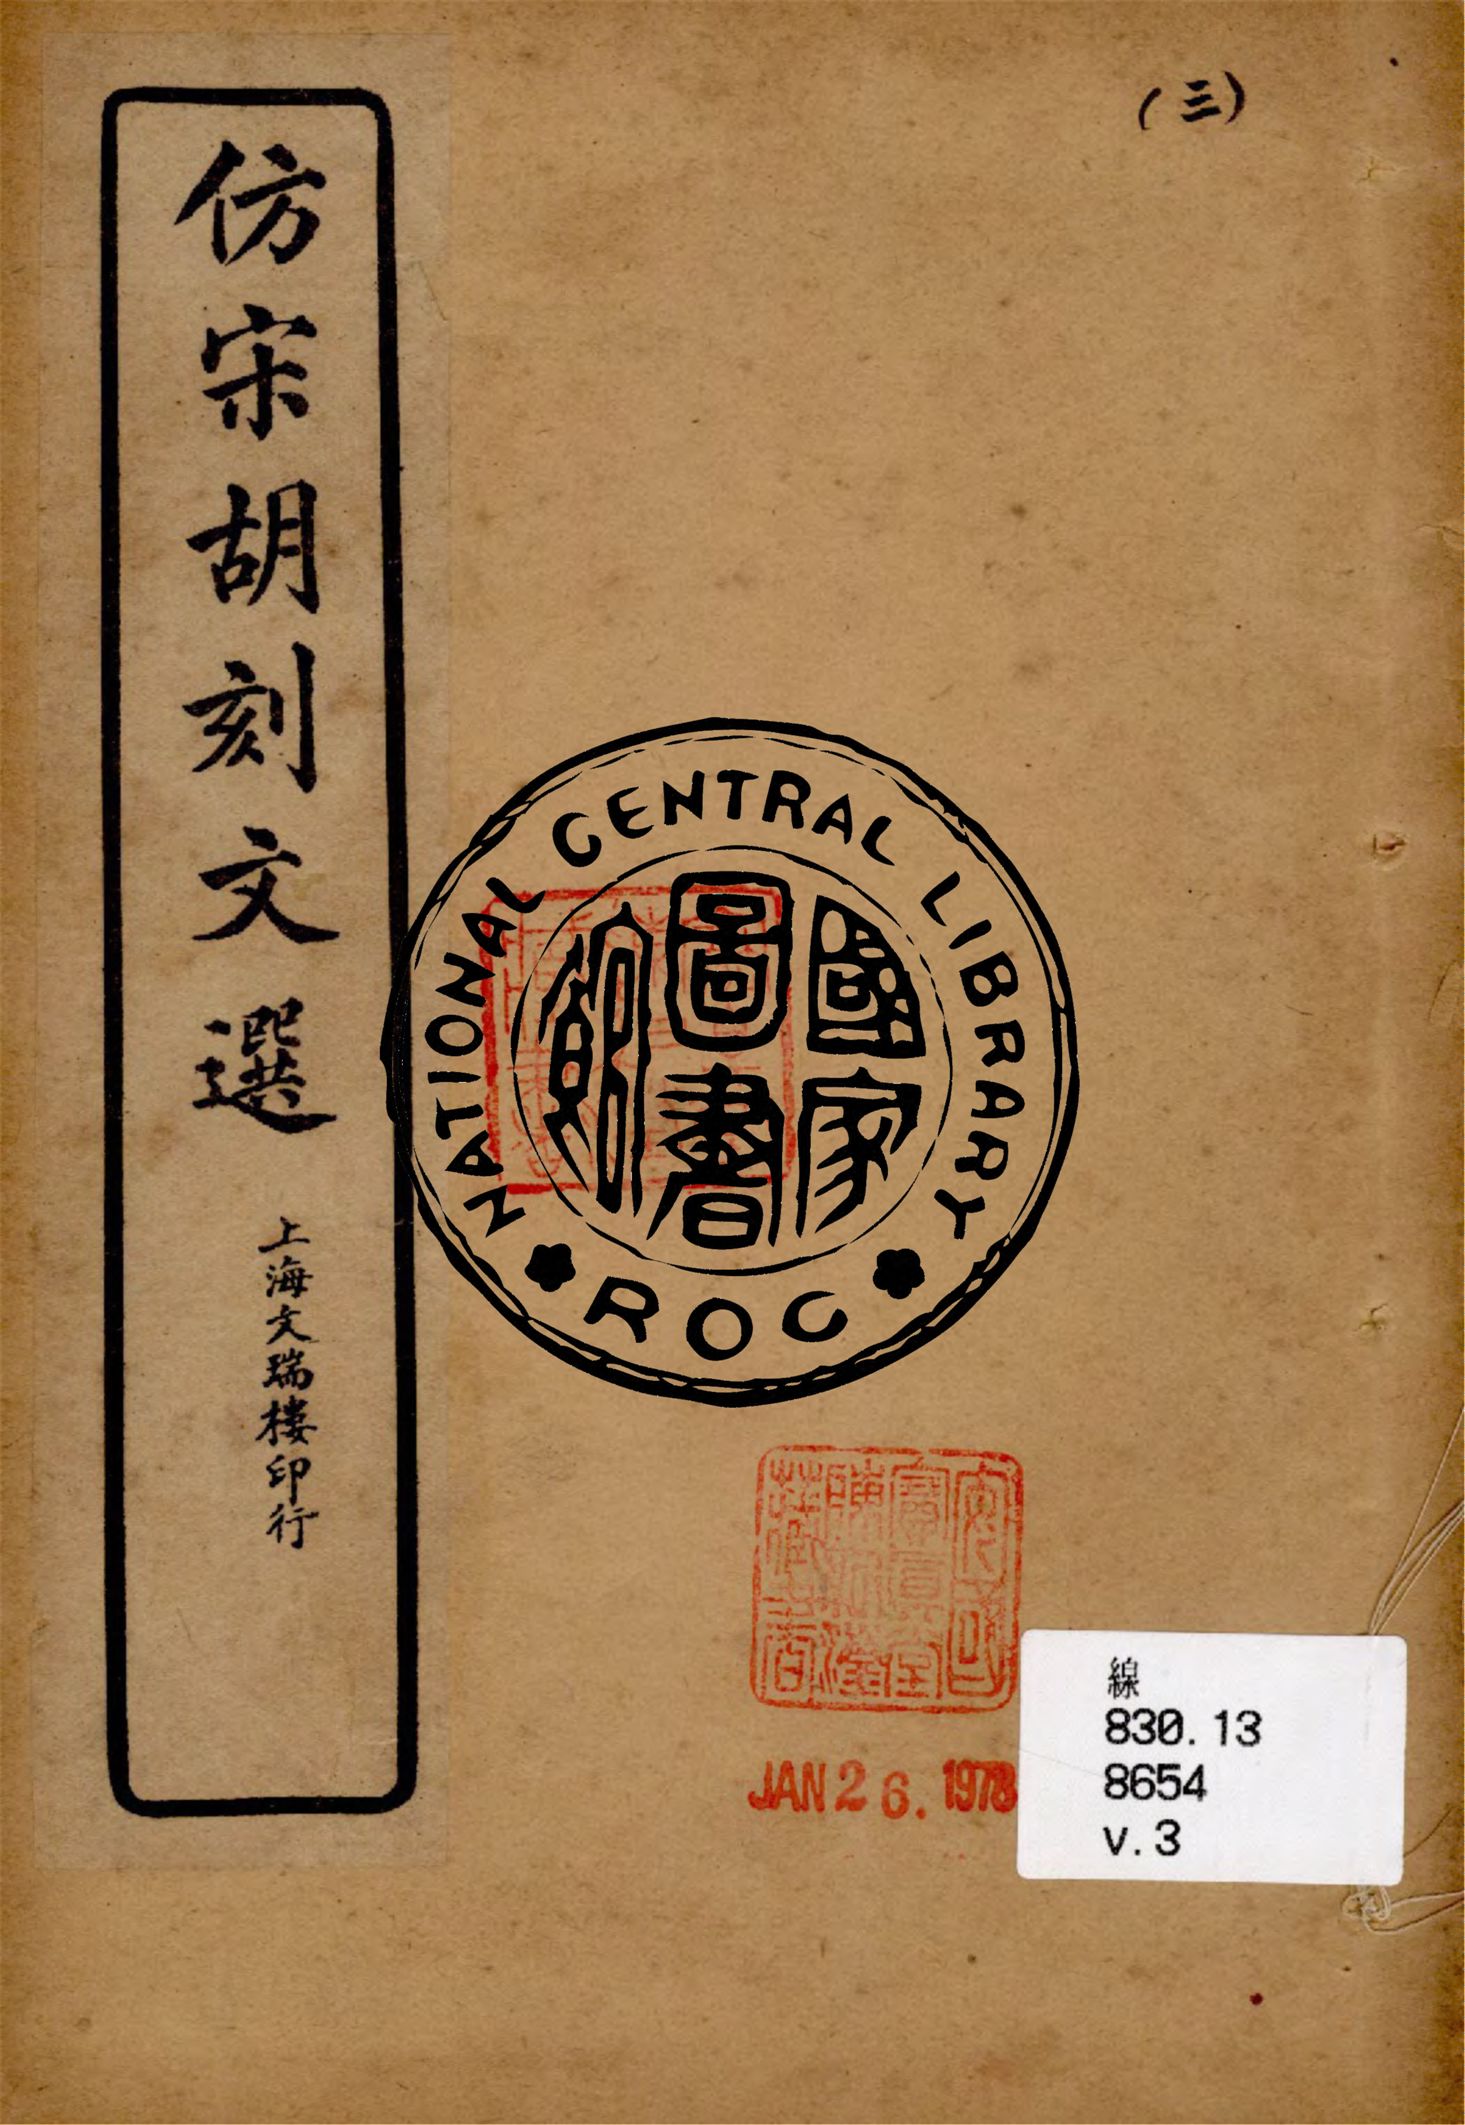 (三)
仿宋胡刻文選
上海文瑞樓印行
NATIONAL CENTRAL LIBRARY
國家
圖書
館
ROC
JAN 26. 1978
線
830.13
8654
v.3